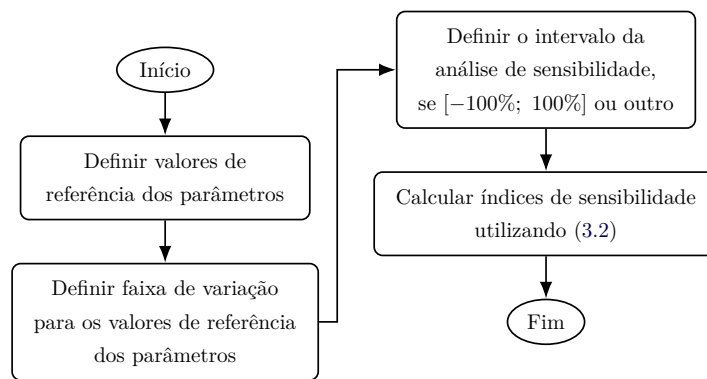 Início
Definir valores de
referência dos parâmetros
Definir faixa de variação
para os valores de referência
dos parâmetros
Definir o intervalo da
análise de sensibilidade,
se [−100%; 100%] ou outro
Calcular índices de sensibilidade
utilizando (3.2)
Fim